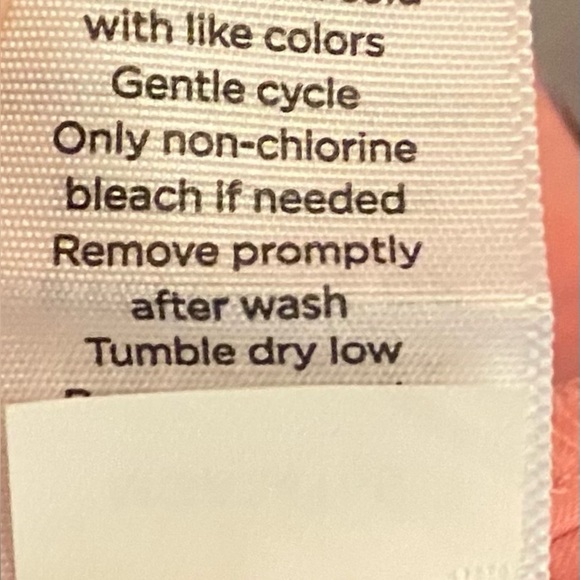 with like colors
Gentle cycle
Only non-chlorine
bleach if needed
Remove promptly
after wash
Tumble dry low